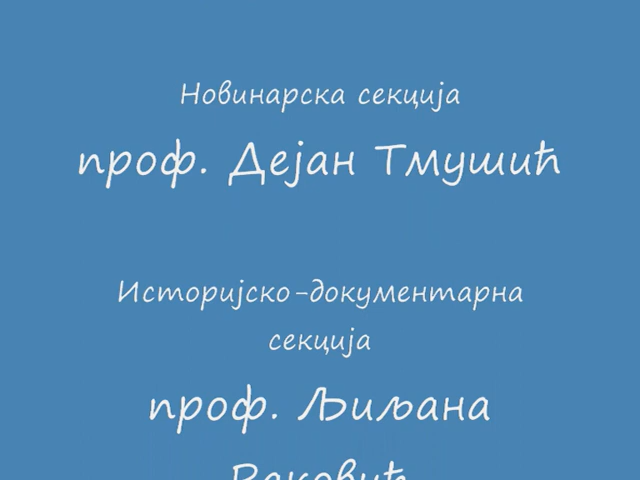 Новинарска секција
проф. Дејан Тмушић
Историјско-документарна
секција
проф. Љиљана